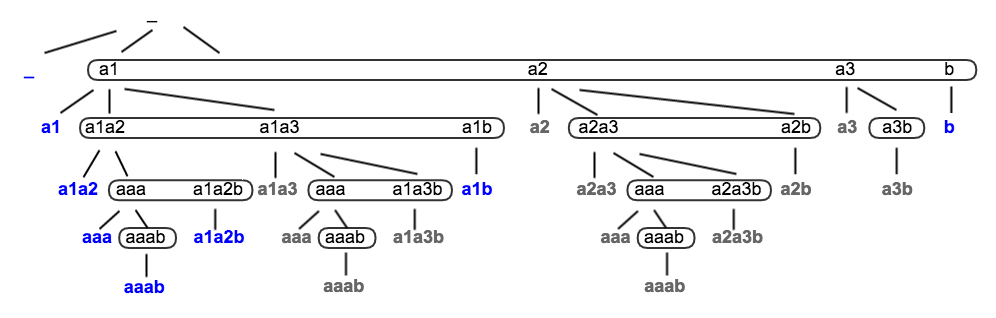 _
_ a1 a2 a3 b
a1 a1a2 a1a3 a1b a2 a2a3 a2b a3 a3b b
a1a2 aaa a1a2b a1a3 aaa a1a3b a1b a2a3 aaa a2a3b a2b a3b
aaa aaab a1a2b aaa aaab a1a3b aaa aaab a2a3b
aaab aaab aaab